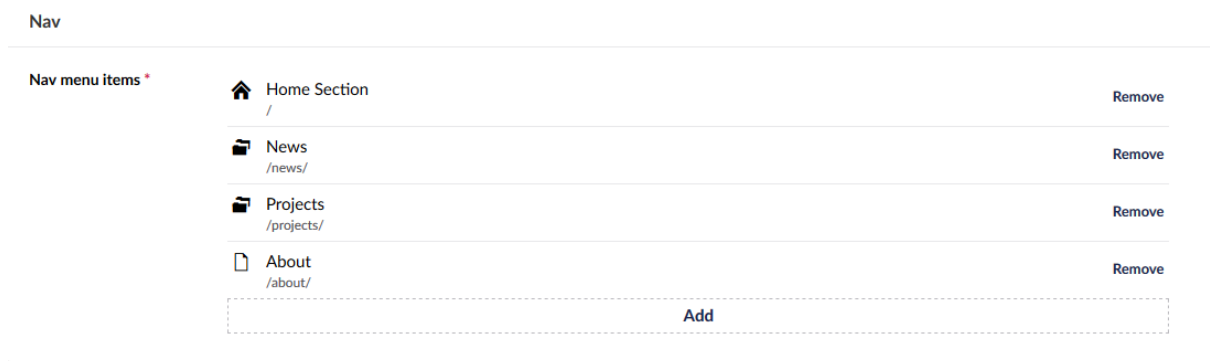 Nav
Nav menu items *
Home Section
/
Remove
News
/news/
Remove
Projects
/projects/
Remove
About
/about/
Remove
Add